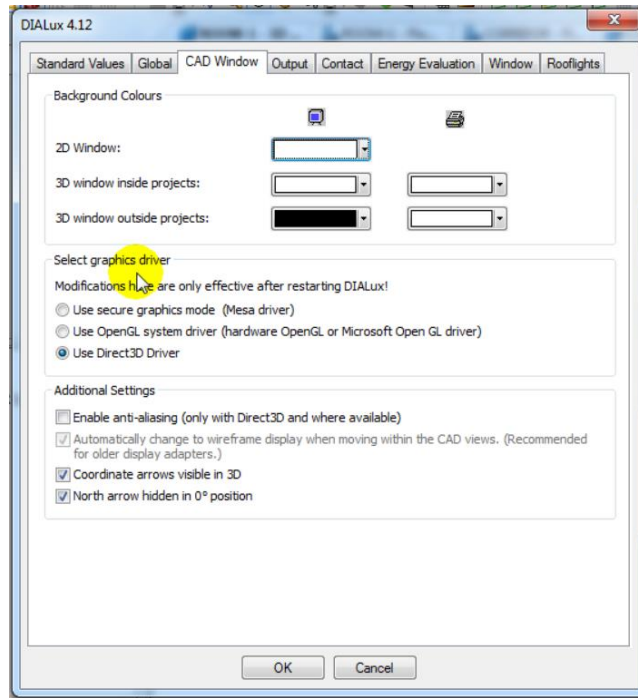 DIALux 4.12
Standard Values Global CAD Window Output Contact Energy Evaluation Window Rooflights
Background Colours
2D Window:
3D window inside projects:
3D window outside projects:
Select graphics driver
Modifications here are only effective after restarting DIALux!
Use secure graphics mode (Mesa driver)
Use OpenGL system driver (hardware OpenGL or Microsoft Open GL driver)
Use Direct3D Driver
Additional Settings
Enable anti-aliasing (only with Direct3D and where available)
Automatically change to wireframe display when moving within the CAD views. (Recommended
for older display adapters.)
Coordinate arrows visible in 3D
North arrow hidden in 0° position
OK Cancel